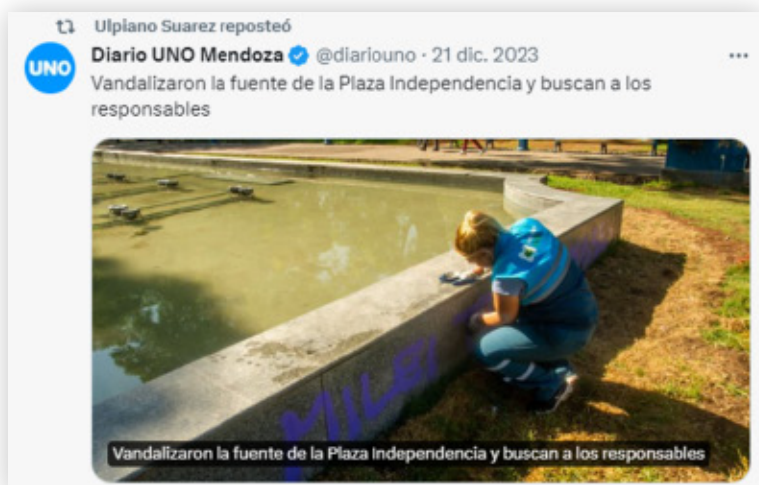 Ulpiano Suarez reposteó
UNO
Diario UNO Mendoza @diariouno · 21 dic. 2023
Vandalizaron la fuente de la Plaza Independencia y buscan a los
responsables
MILEI
Vandalizaron la fuente de la Plaza Independencia y buscan a los responsables